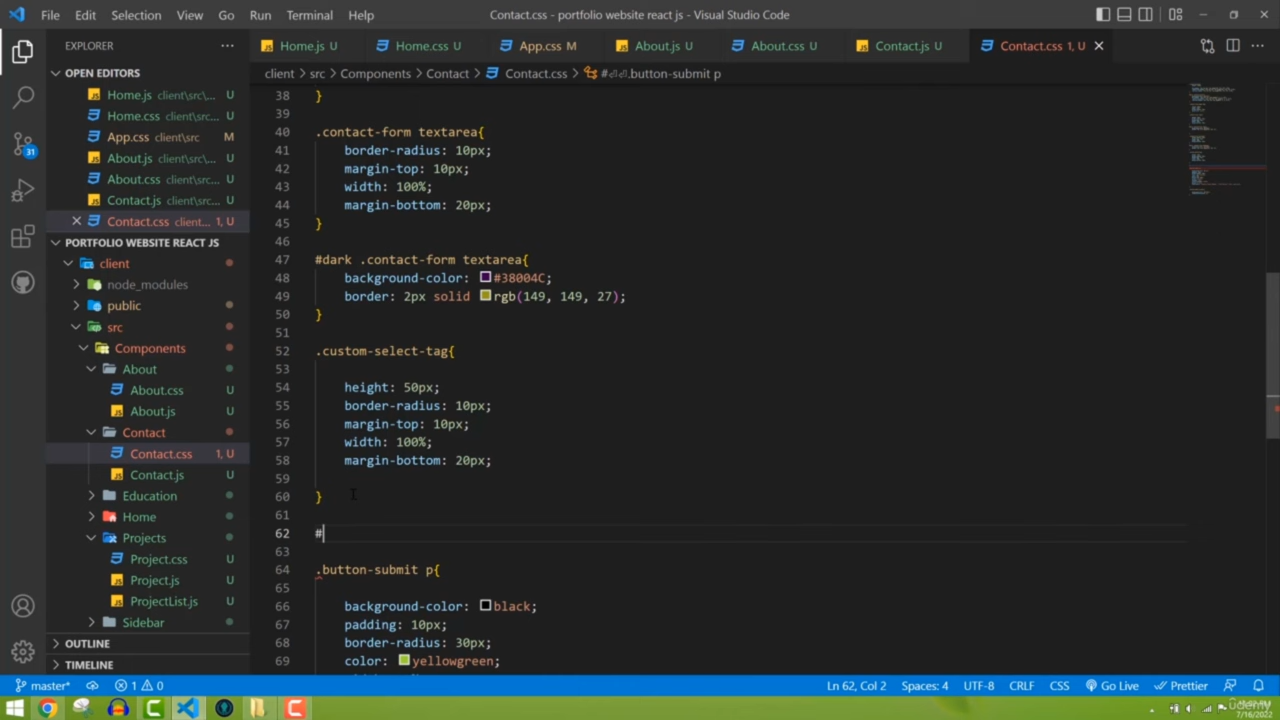 File Edit Selection View Go Run Terminal Help Contact.css - portfolio website react js - Visual Studio Code
EXPLORER ··· Home.js U Home.css U App.css M About.js U About.css U Contact.js U Contact.css 1, U
OPEN EDITORS client > src > Components > Contact > Contact.css > #⏎⏎.button-submit p
Home.js client\src\... U
Home.css client\src... U
App.css client\src M
About.js client\src\... U
About.css client\src... U
Contact.js client\src... U
Contact.css client... 1, U
PORTFOLIO WEBSITE REACT JS
client
node_modules
public
src
Components
About
About.css U
About.js U
Contact
Contact.css 1, U
Contact.js U
Education
Home
Projects
Project.css U
Project.js U
ProjectList.js U
Sidebar
OUTLINE
TIMELINE
31
38 }
39
40 .contact-form textarea{
41 border-radius: 10px;
42 margin-top: 10px;
43 width: 100%;
44 margin-bottom: 20px;
45 }
46
47 #dark .contact-form textarea{
48 background-color: #38004C;
49 border: 2px solid rgb(149, 149, 27);
50 }
51
52 .custom-select-tag{
53
54 height: 50px;
55 border-radius: 10px;
56 margin-top: 10px;
57 width: 100%;
58 margin-bottom: 20px;
59
60 }
61
62 #
63
64 .button-submit p{
65
66 background-color: black;
67 padding: 10px;
68 border-radius: 30px;
69 color: yellowgreen;
master* 1 0 Ln 62, Col 2 Spaces: 4 UTF-8 CRLF CSS Go Live Prettier
udemy
7/16/2022